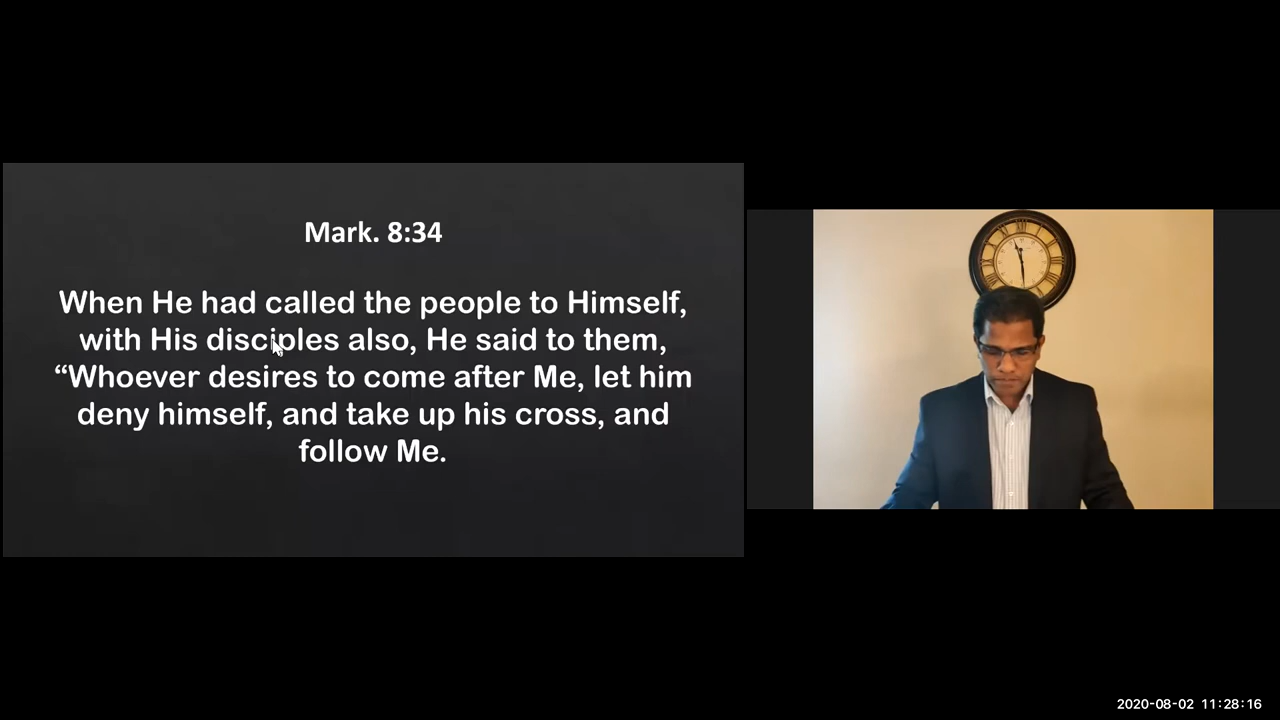 Mark. 8:34
When He had called the people to Himself,
with His disciples also, He said to them,
“Whoever desires to come after Me, let him
deny himself, and take up his cross, and
follow Me.
2020-08-02 11:28:16